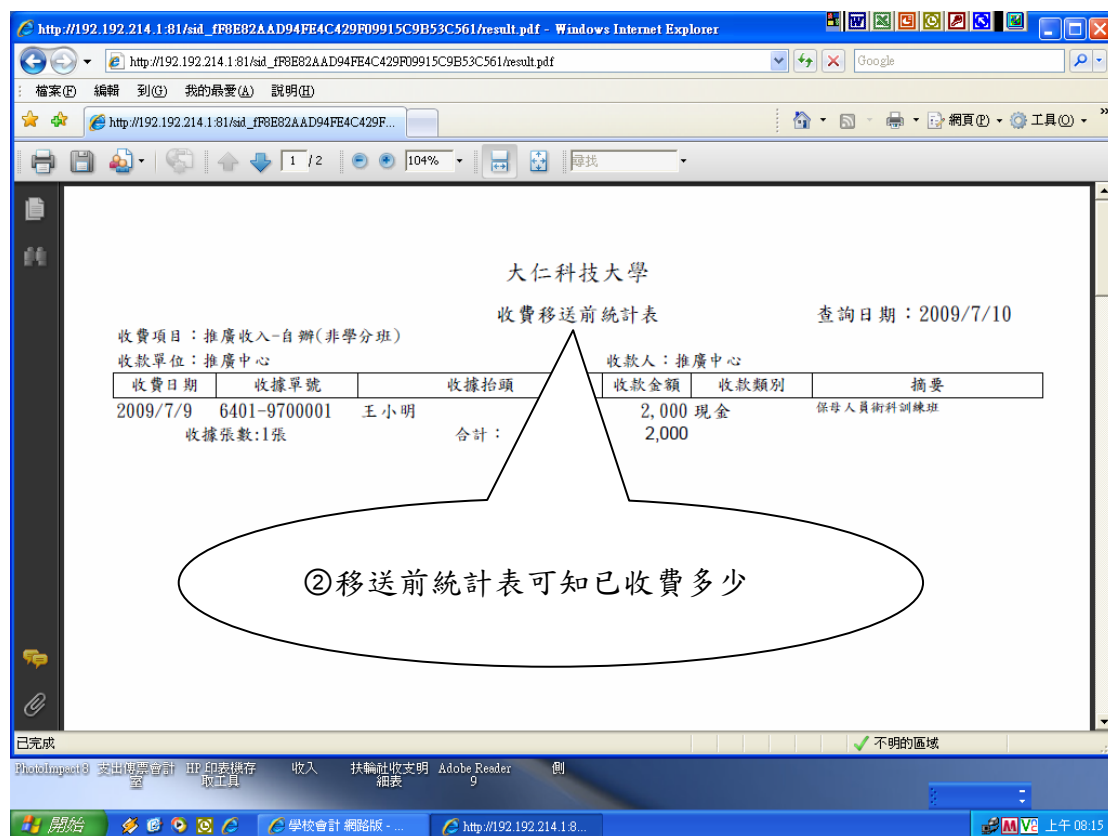 http://192.192.214.1:81/sid_fF8E82AAD94FE4C429F09915C9B53C561/result.pdf - Windows Internet Explorer
http://192.192.214.1:81/sid_fF8E82AAD94FE4C429F09915C9B53C561/result.pdf
Google
檔案(F) 編輯 到(G) 我的最愛(A) 說明(H)
http://192.192.214.1:81/sid_fF8E82AAD94FE4C429F...
網頁(P) 工具(O)
1 / 2 104% 尋找
大仁科技大學
收費移送前統計表 查詢日期：2009/7/10
收費項目：推廣收入-自辦(非學分班)
收款單位：推廣中心 收款人：推廣中心
收費日期 收據單號 收據抬頭 收款金額 收款類別 摘要
2009/7/9 6401-9700001 王小明 2,000 現金 保母人員術科訓練班
收據張數:1張 合計： 2,000
②移送前統計表可知已收費多少
已完成 不明的區域
PhotoImpact 8 支出傳票會計室 HP 印表機存取工具 收入 扶輪社收支明細表 Adobe Reader 9 側
開始 學校會計 網路版 - ... http://192.192.214.1:8... 上午 08:15